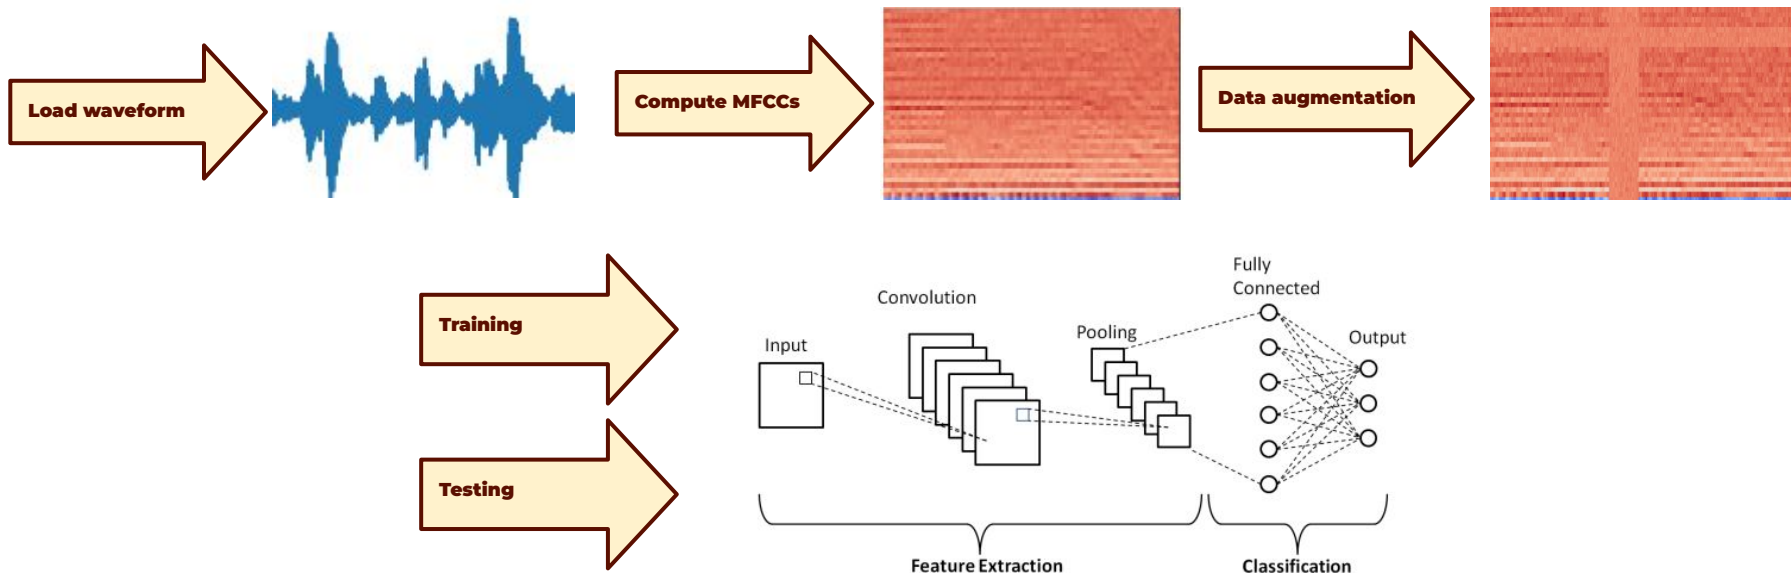 Load waveform
Compute MFCCs
Data augmentation
Training
Testing
Input
Convolution
Pooling
Fully
Connected
Output
Feature Extraction
Classification